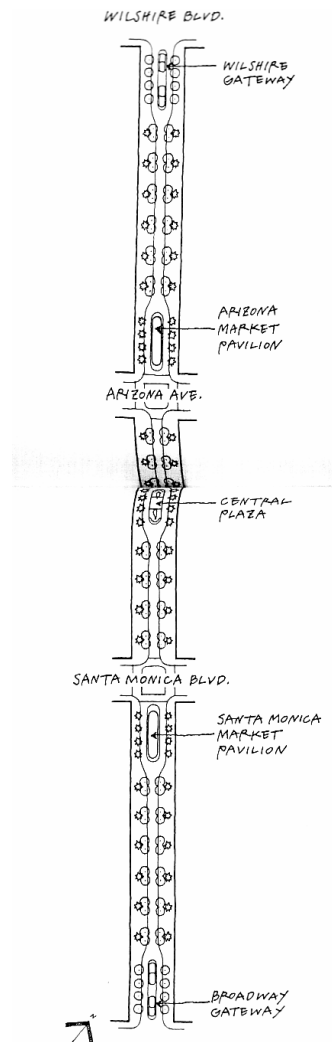 WILSHIRE BLVD.
WILSHIRE
GATEWAY
ARIZONA
MARKET
PAVILION
ARIZONA AVE.
CENTRAL
PLAZA
SANTA MONICA BLVD.
SANTA MONICA
MARKET
PAVILION
BROADWAY
GATEWAY